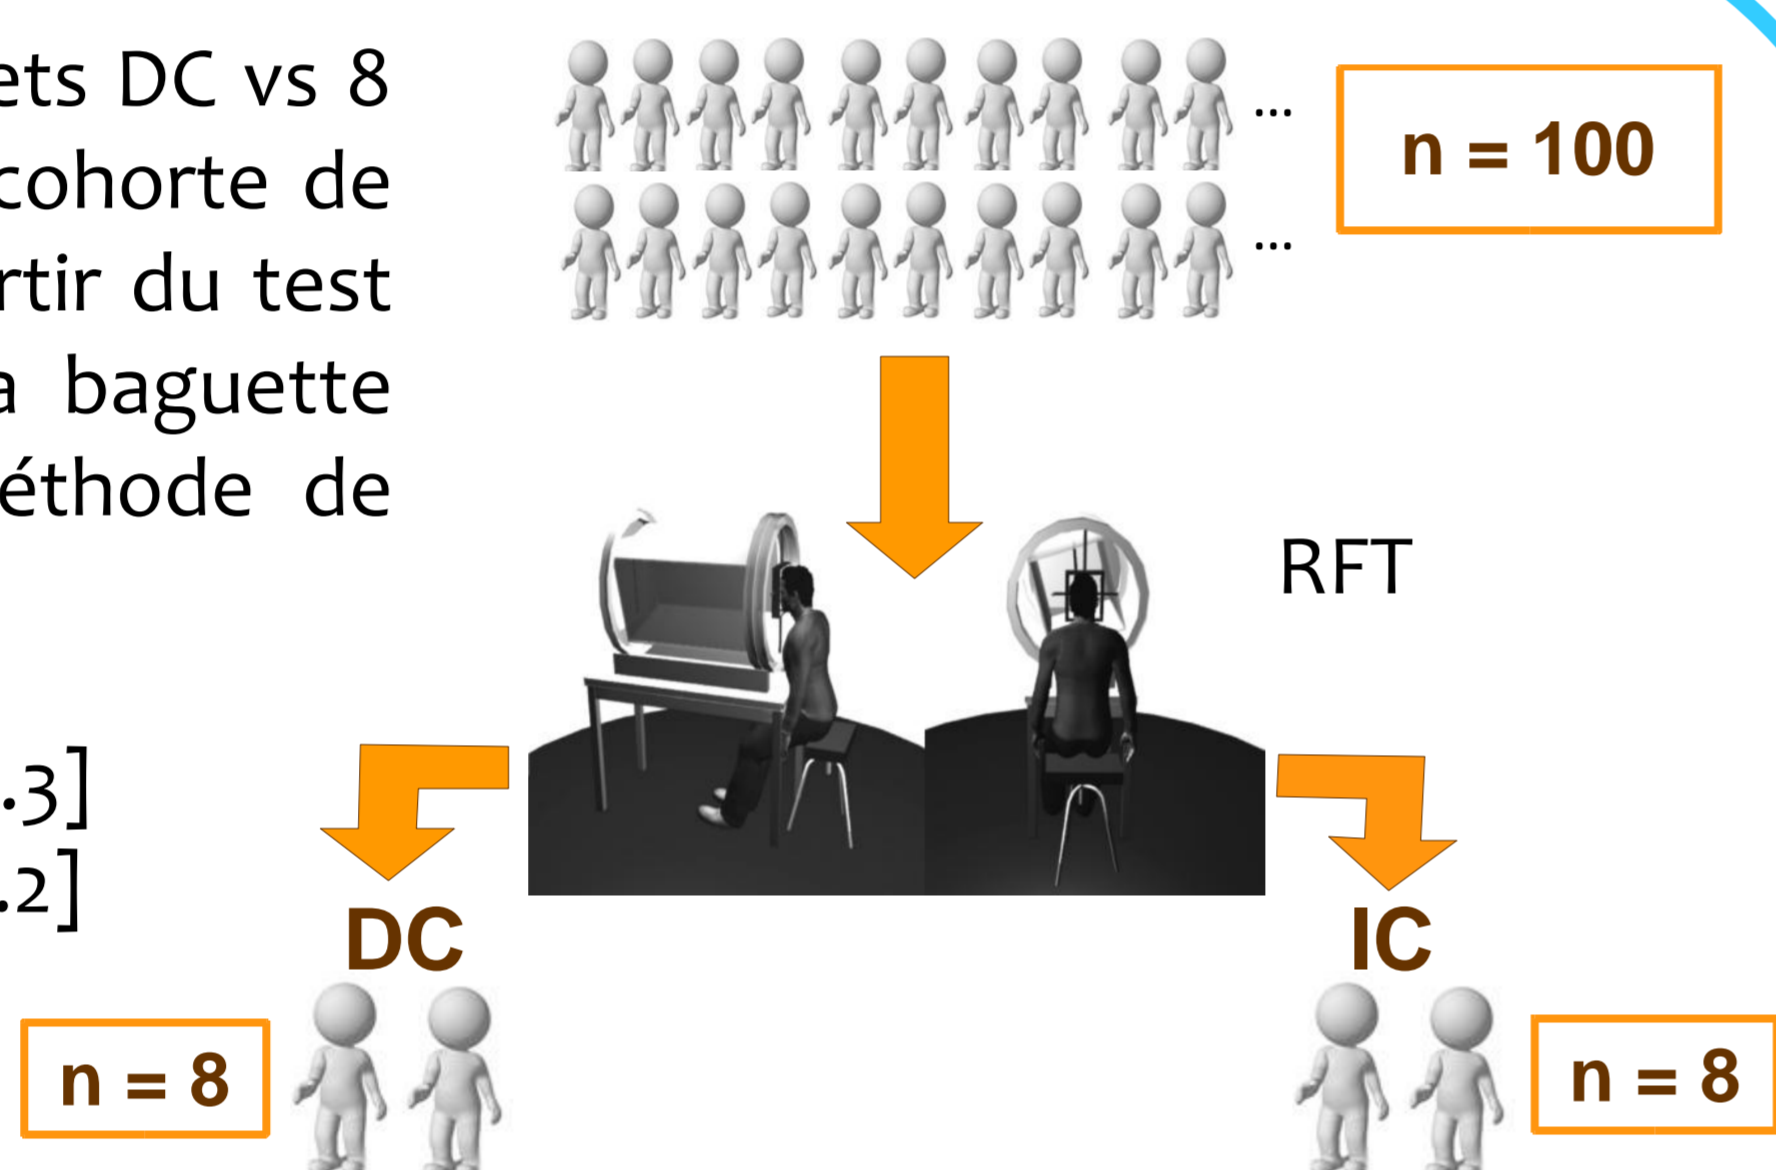 ets DC vs 8
cohorte de
rtir du test
a baguette
éthode de
.3]
.2]
...
n = 100
...
RFT
DC
IC
n = 8
n = 8